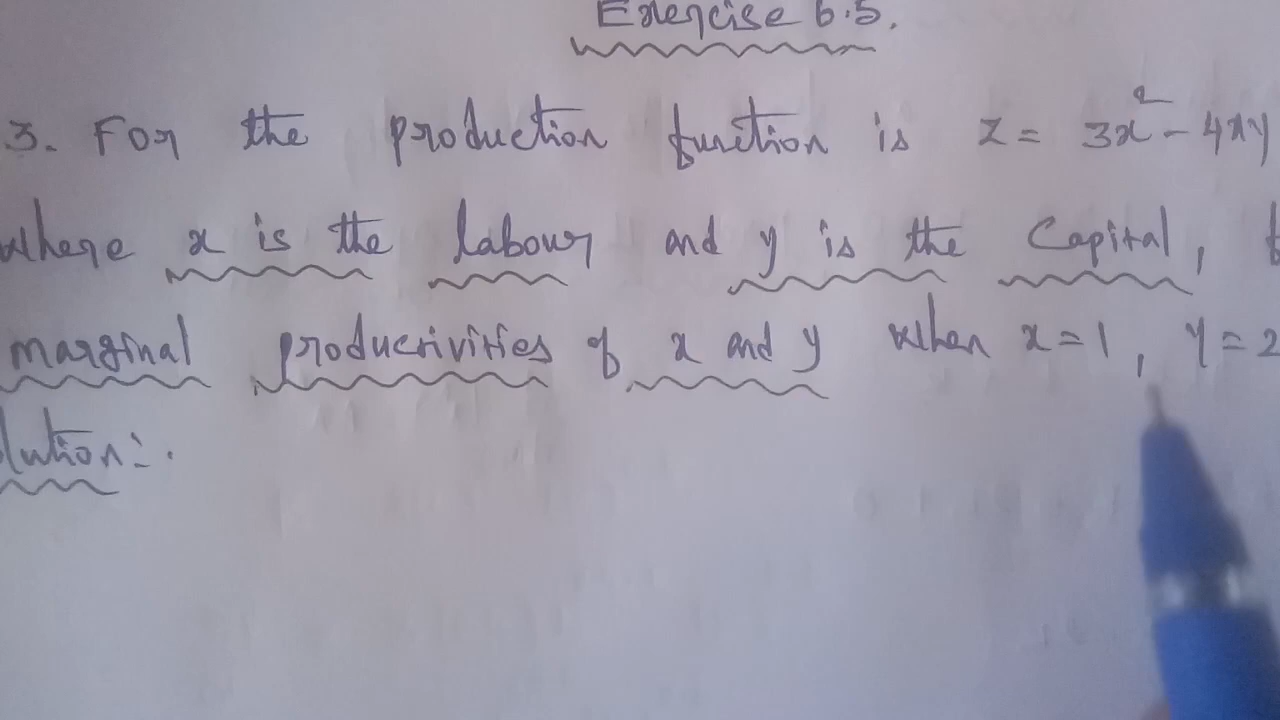 Exercise 6.5.
3. For the production function is z = 3x² - 4xy
where x is the labour and y is the Capital,
marginal productivities of x and y when x=1, y=2
lution:.